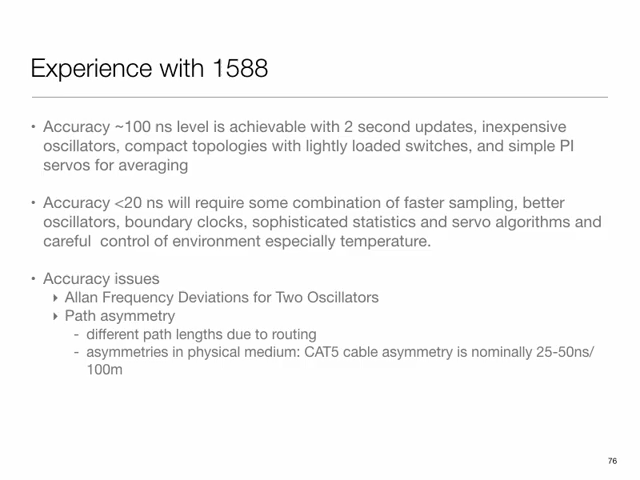 Experience with 1588
• Accuracy ~100 ns level is achievable with 2 second updates, inexpensive
oscillators, compact topologies with lightly loaded switches, and simple PI
servos for averaging
• Accuracy <20 ns will require some combination of faster sampling, better
oscillators, boundary clocks, sophisticated statistics and servo algorithms and
careful  control of environment especially temperature.
• Accuracy issues
‣ Allan Frequency Deviations for Two Oscillators
‣ Path asymmetry
- different path lengths due to routing
- asymmetries in physical medium: CAT5 cable asymmetry is nominally 25-50ns/
100m
76